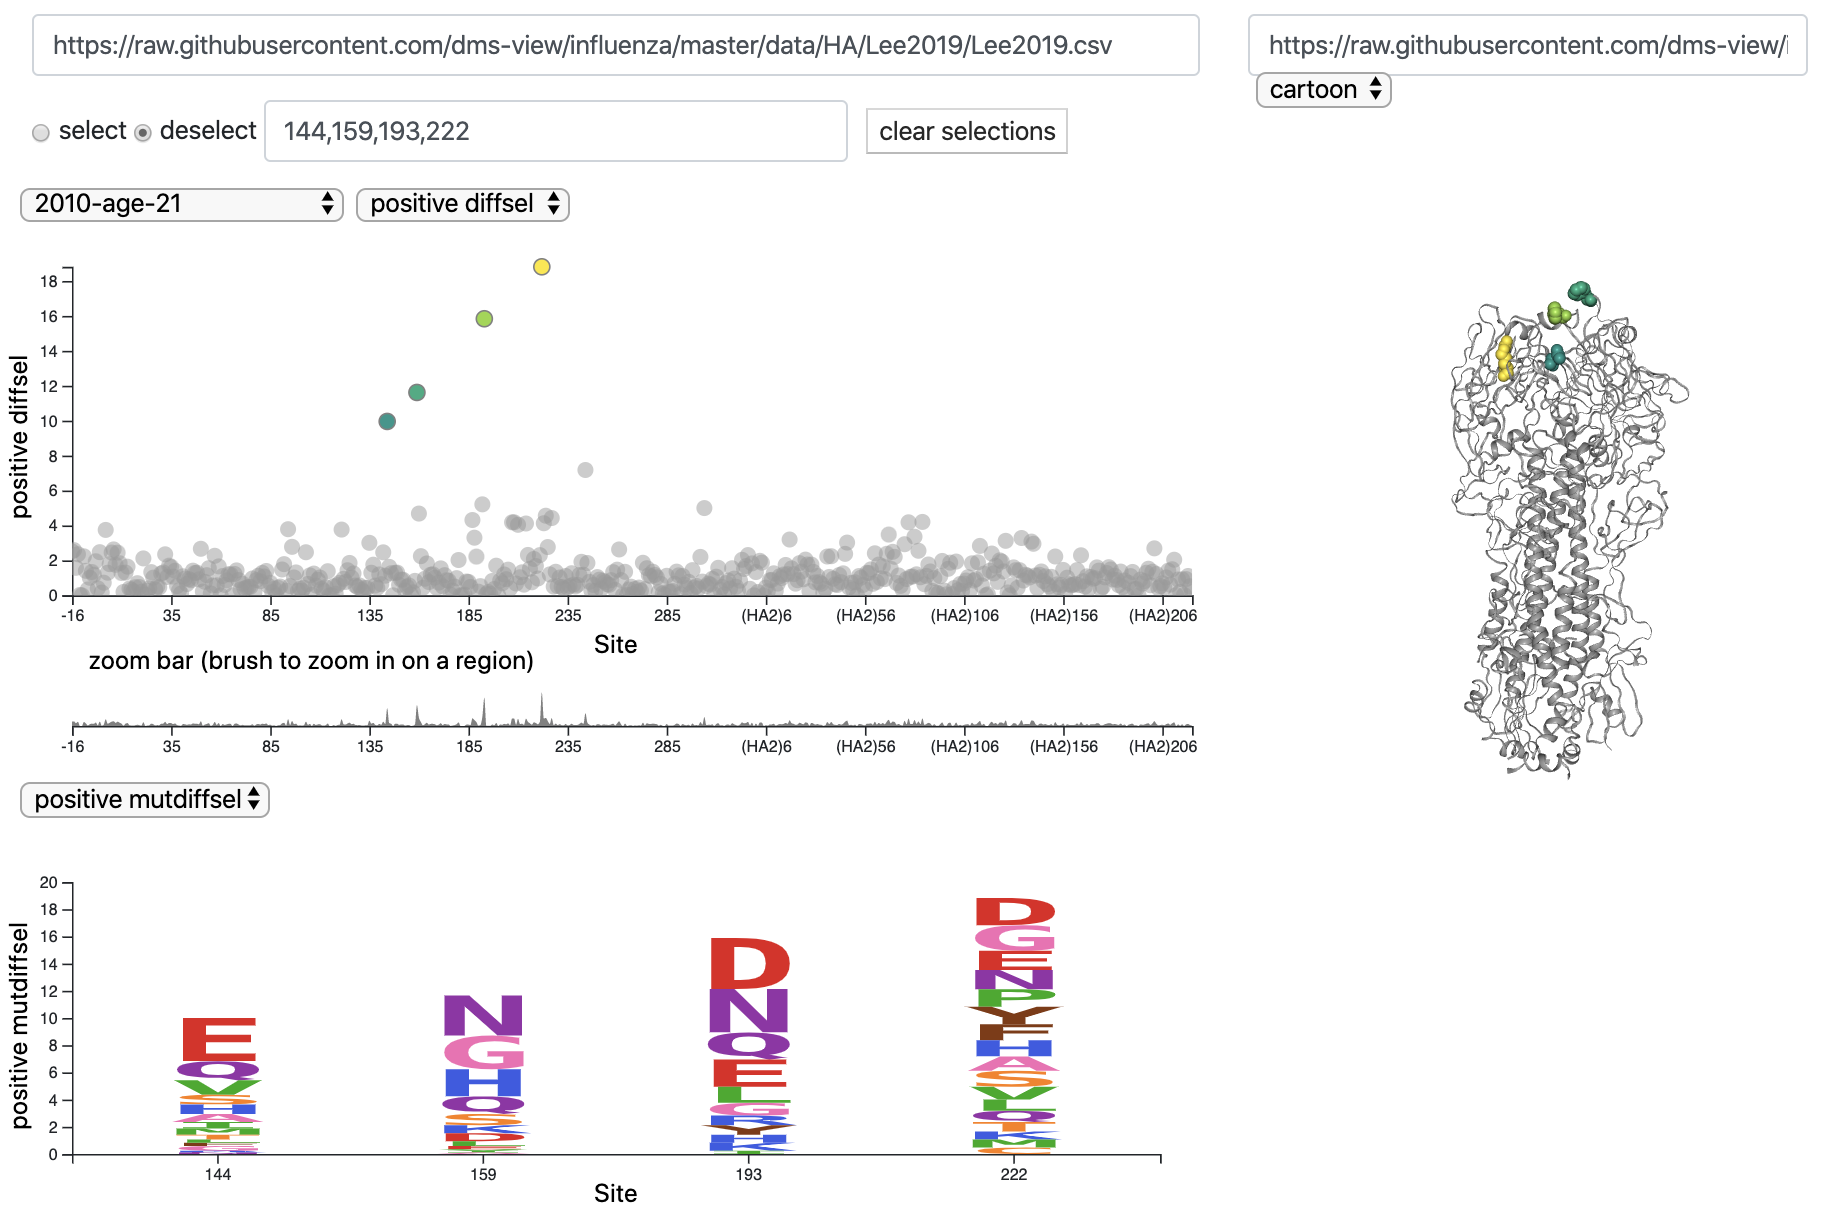 https://raw.githubusercontent.com/dms-view/influenza/master/data/HA/Lee2019/Lee2019.csv
https://raw.githubusercontent.com/dms-view/
cartoon
select deselect 144,159,193,222 clear selections
2010-age-21 positive diffsel
positive diffsel
18
16
14
12
10
8
6
4
2
0
-16 35 85 135 185 235 285 (HA2)6 (HA2)56 (HA2)106 (HA2)156 (HA2)206
Site
zoom bar (brush to zoom in on a region)
-16 35 85 135 185 235 285 (HA2)6 (HA2)56 (HA2)106 (HA2)156 (HA2)206
positive mutdiffsel
positive mutdiffsel
20
18
16
14
12
10
8
6
4
2
0
E
Q
V
S
H
A
N
G
H
Q
S
K
D
D
N
Q
E
L
G
R
Y
H
K
D
G
E
N
P
Y
F
H
A
S
V
L
Q
T
K
M
C
144 159 193 222
Site